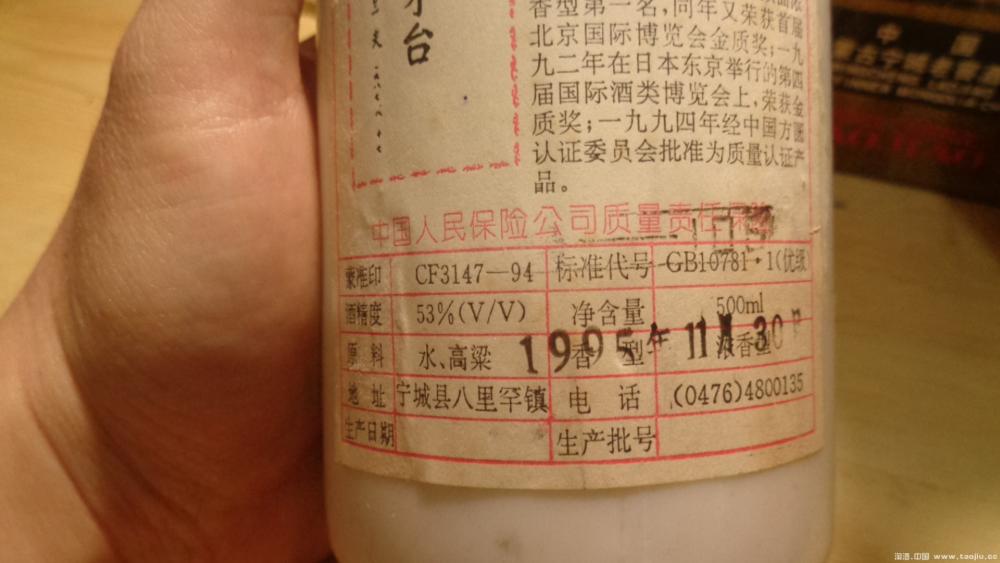 台
香型第一名,同年又荣获首届
北京国际博览会金质奖;一九
九二年在日本东京举行的第四
届国际酒类博览会上,荣获金
质奖;一九九四年经中国方圆
认证委员会批准为质量认证产
品。
中国人民保险公司质量责任保险
蒙准印 CF3147—94 标准代号 GB10781·1(优级
酒精度 53%(V/V) 净含量 500ml
原料 水、高粱 香型 浓香型
1995年11月30日
地址 宁城县八里罕镇 电话 (0476)4800135
生产日期 生产批号
中国
www.taojiu.cc